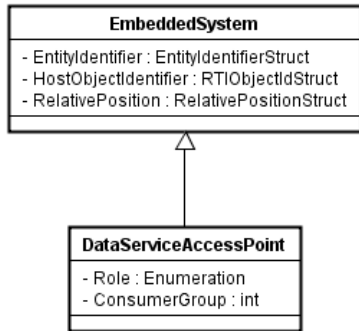 EmbeddedSystem
- EntityIdentifier : EntityIdentifierStruct
- HostObjectIdentifier : RTIObjectIdStruct
- RelativePosition : RelativePositionStruct
DataServiceAccessPoint
- Role : Enumeration
- ConsumerGroup : int